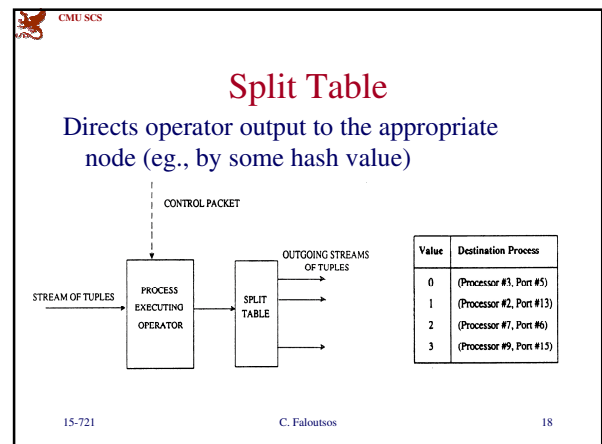 CMU SCS
Split Table
Directs operator output to the appropriate
node (eg., by some hash value)
CONTROL PACKET
STREAM OF TUPLES
PROCESS
EXECUTING
OPERATOR
SPLIT
TABLE
OUTGOING STREAMS
OF TUPLES
Value Destination Process
0 (Processor #3, Port #5)
1 (Processor #2, Port #13)
2 (Processor #7, Port #6)
3 (Processor #9, Port #15)
15-721 C. Faloutsos 18